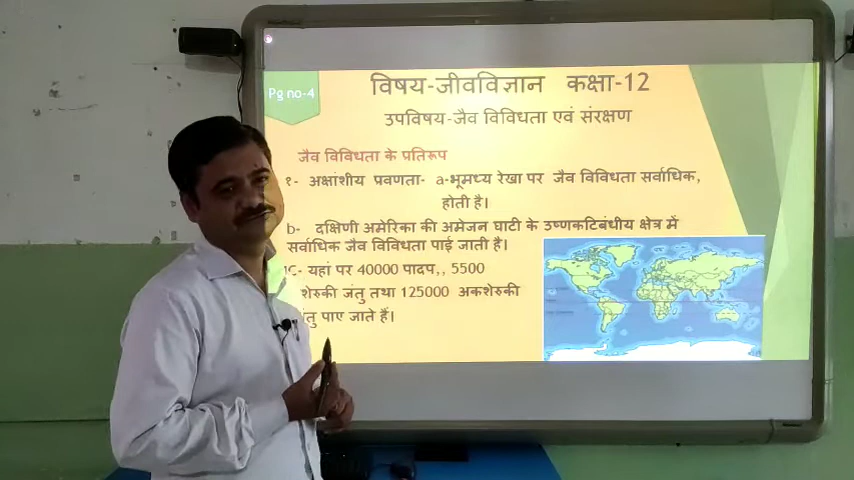 Pg no-4
विषय-जीवविज्ञान कक्षा-12
उपविषय-जैव विविधता एवं संरक्षण
जैव विविधता के प्रतिरूप
१- अक्षांशीय प्रवणता- a-भूमध्य रेखा पर जैव विविधता सर्वाधिक,
होती है।
b- दक्षिणी अमेरिका की अमेजन घाटी के उष्णकटिबंधीय क्षेत्र में
सर्वाधिक जैव विविधता पाई जाती है।
C- यहां पर 40000 पादप,, 5500
शेरुकी जंतु तथा 125000 अकशेरुकी
पाए जाते हैं।